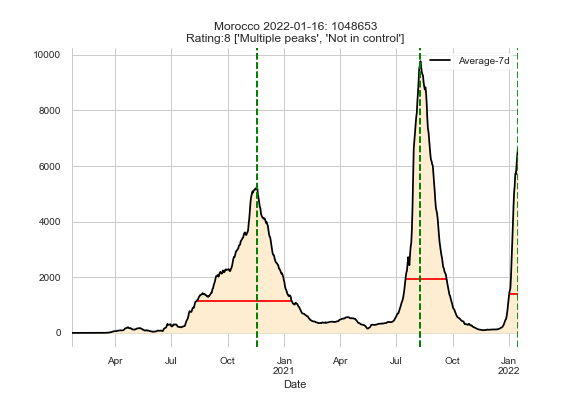 Morocco 2022-01-16: 1048653
Rating:8 ['Multiple peaks', 'Not in control']
Average-7d
10000
8000
6000
4000
2000
0
Apr Jul Oct Jan Apr Jul Oct Jan
2021 2022
Date